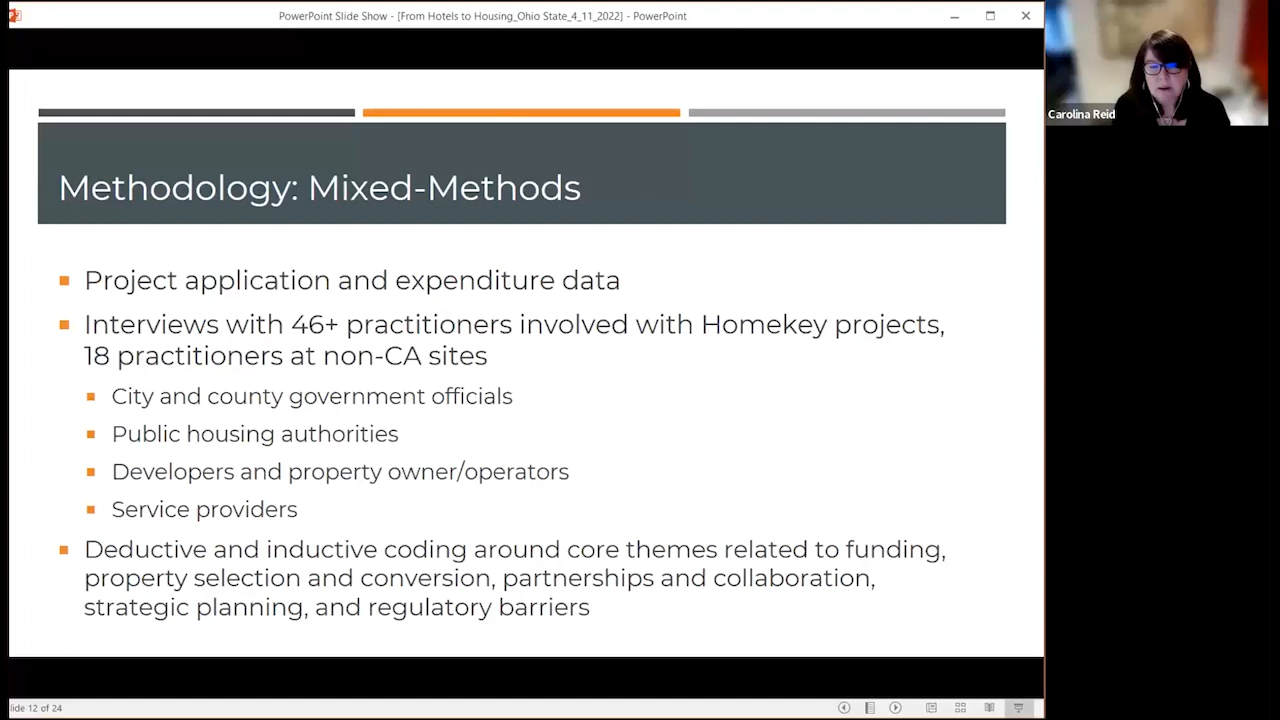 PowerPoint Slide Show - [From Hotels to Housing_Ohio State_4_11_2022] - PowerPoint
Carolina Reid
Methodology: Mixed-Methods
Project application and expenditure data
Interviews with 46+ practitioners involved with Homekey projects,
18 practitioners at non-CA sites
City and county government officials
Public housing authorities
Developers and property owner/operators
Service providers
Deductive and inductive coding around core themes related to funding,
property selection and conversion, partnerships and collaboration,
strategic planning, and regulatory barriers
lide 12 of 24